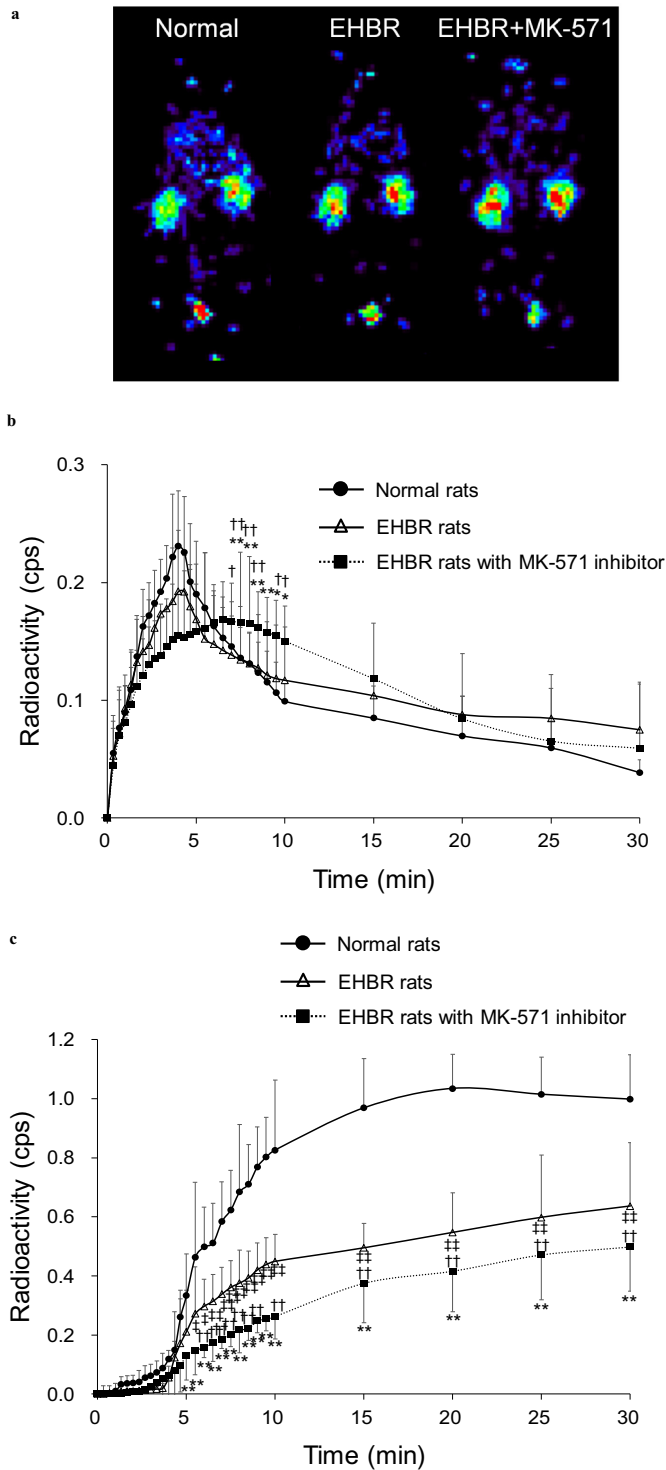 a
Normal EHBR EHBR+MK-571
b
Normal rats
EHBR rats
EHBR rats with MK-571 inhibitor
Radioactivity (cps)
0.3
0.2
0.1
0.0
†† †† **
† ** †† ††
** ** *
0 5 10 15 20 25 30
Time (min)
c
Normal rats
EHBR rats
EHBR rats with MK-571 inhibitor
Radioactivity (cps)
1.2
1.0
0.8
0.6
0.4
0.2
0.0
‡‡ ‡‡ ‡‡ ‡‡
†† †† †† †† ††
** ** ** ** **
0 5 10 15 20 25 30
Time (min)